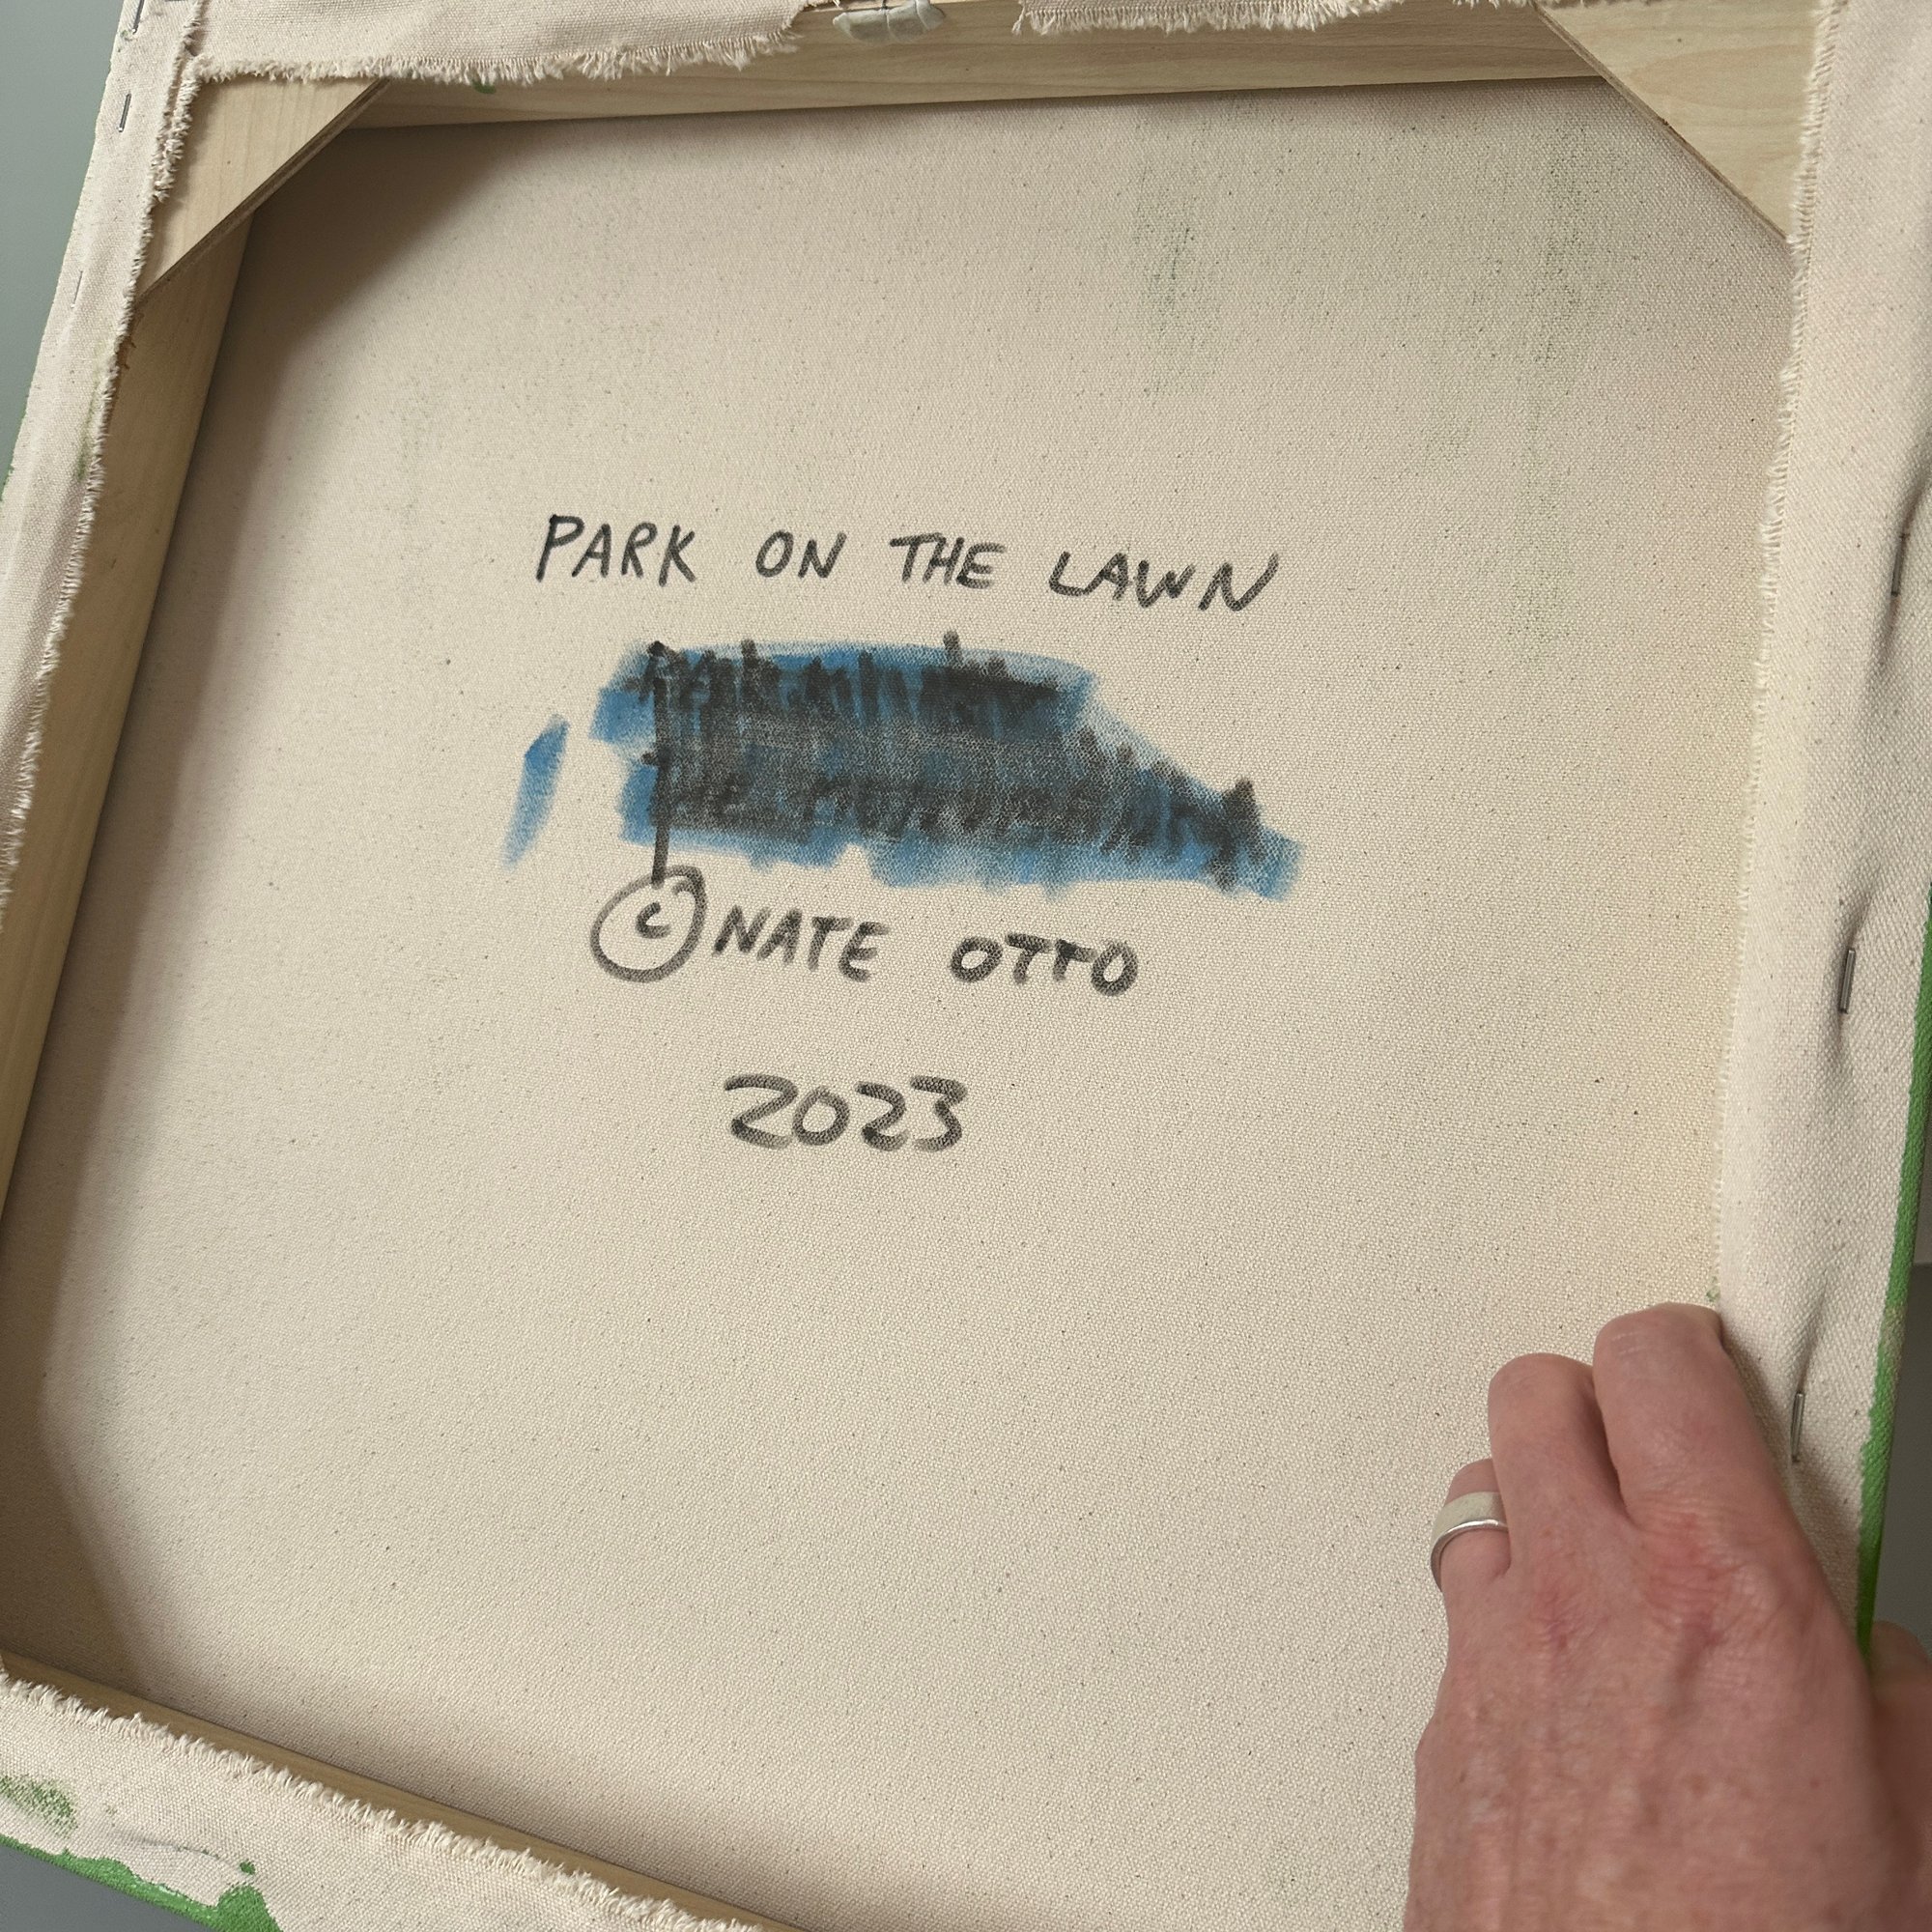 PARK ON THE LAWN
© NATE OTTO
2023